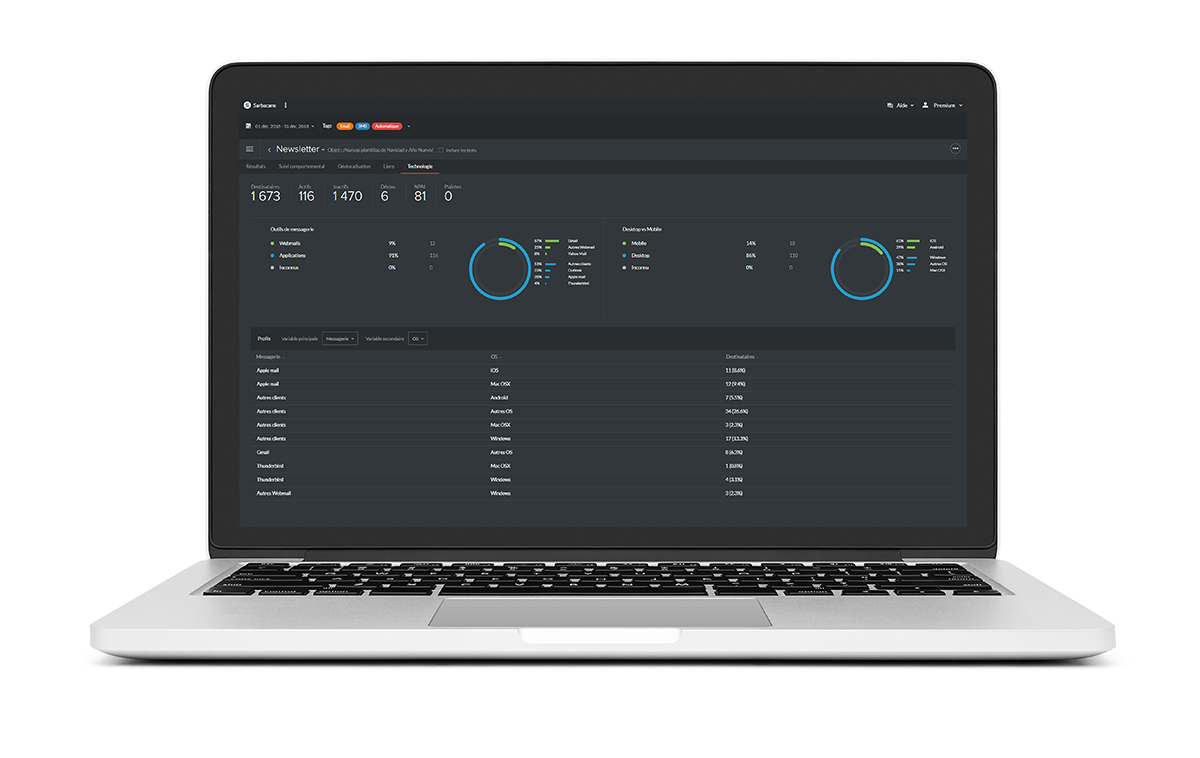 Sarbacane
Aide
Premium
01 déc. 2018 - 31 déc. 2018
Tags
Email
SMS
Automatique
Newsletter - Objet : ¡Nuevas plantillas de Navidad y Año Nuevo!
Inclure les tests
Résultats
Suivi comportemental
Géolocalisation
Liens
Technologie
Destinataires
Actifs
Inactifs
Désins.
NPAI
Plaintes
1 673
116
1 470
6
81
0
Outils de messagerie
Webmails 9% 12
Applications 91% 116
Inconnus 0% 0
67% Gmail
25% Autres Webmail
8% Yahoo Mail
53% Autres clients
23% Outlook
20% Apple mail
4% Thunderbird
Desktop vs Mobile
Mobile 14% 18
Desktop 86% 110
Inconnu 0% 0
61% iOS
39% Android
47% Windows
38% Autres OS
15% Mac OSX
Profils
Variable principale
Messagerie
Variable secondaire
OS
Messagerie OS Destinataires
Apple mail iOS 11 (8.6%)
Apple mail Mac OSX 12 (9.4%)
Autres clients Android 7 (5.5%)
Autres clients Autres OS 34 (26.6%)
Autres clients Mac OSX 3 (2.3%)
Autres clients Windows 17 (13.3%)
Gmail Autres OS 8 (6.3%)
Thunderbird Mac OSX 1 (0.8%)
Thunderbird Windows 4 (3.1%)
Autres Webmail Windows 3 (2.3%)